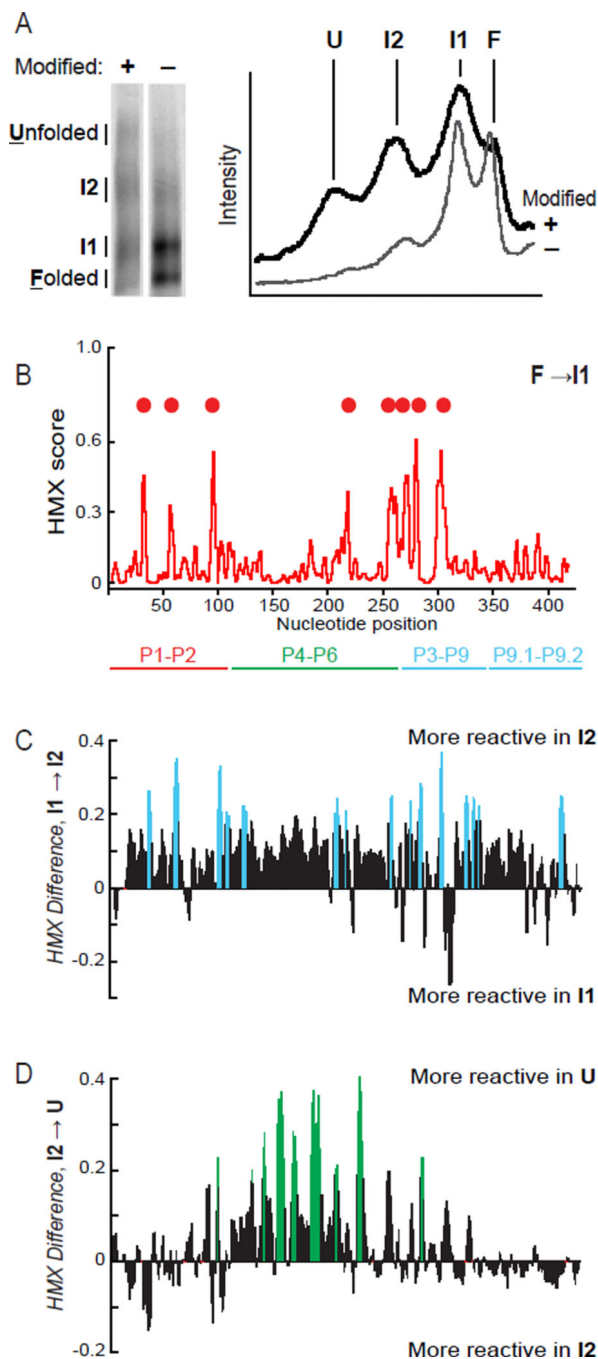 A
U I2 I1 F
Modified: + –
Unfolded
I2
I1
Folded
Intensity
Modified
+
–
B
F →I1
1.0
0.6
0.3
0
HMX score
50 100 150 200 250 300 350 400
Nucleotide position
P1-P2 P4-P6 P3-P9 P9.1-P9.2
C
More reactive in I2
0.4
0.2
0
-0.2
HMX Difference, I1 → I2
More reactive in I1
D
More reactive in U
0.4
0.2
0
-0.2
HMX Difference, I2 → U
More reactive in I2